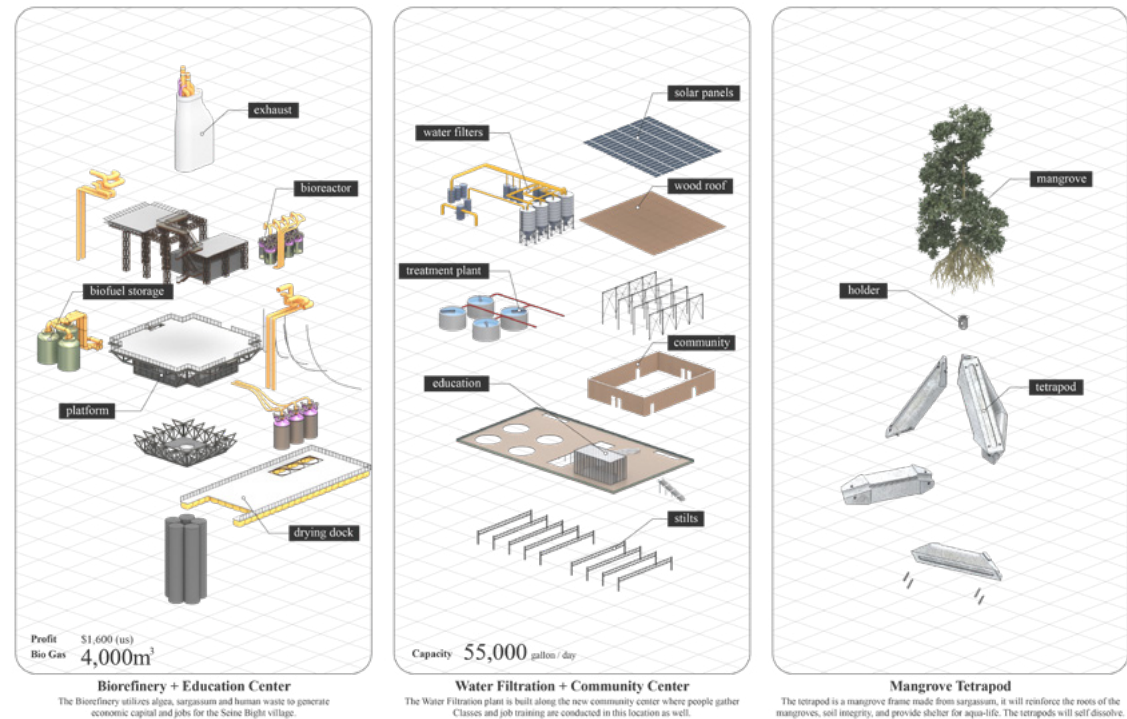 exhaust
bioreactor
biofuel storage
platform
drying dock
Profit $1,600 (us)
Bio Gas 4,000m³
Biorefinery + Education Center
The Biorefinery utilizes algea, sargassum and human waste to generate
economic capital and jobs for the Seine Bight village.
solar panels
water filters
wood roof
treatment plant
community
education
stilts
Capacity 55,000 gallon / day
Water Filtration + Community Center
The Water Filtration plant is built along the new community center where people gather
Classes and job training are conducted in this location as well.
mangrove
holder
tetrapod
Mangrove Tetrapod
The tetrapod is a mangrove frame made from sargassum, it will reinforce the roots of the
mangroves, soil integrity, and provide shelter for aqua-life. The tetrapods will self dissolve.